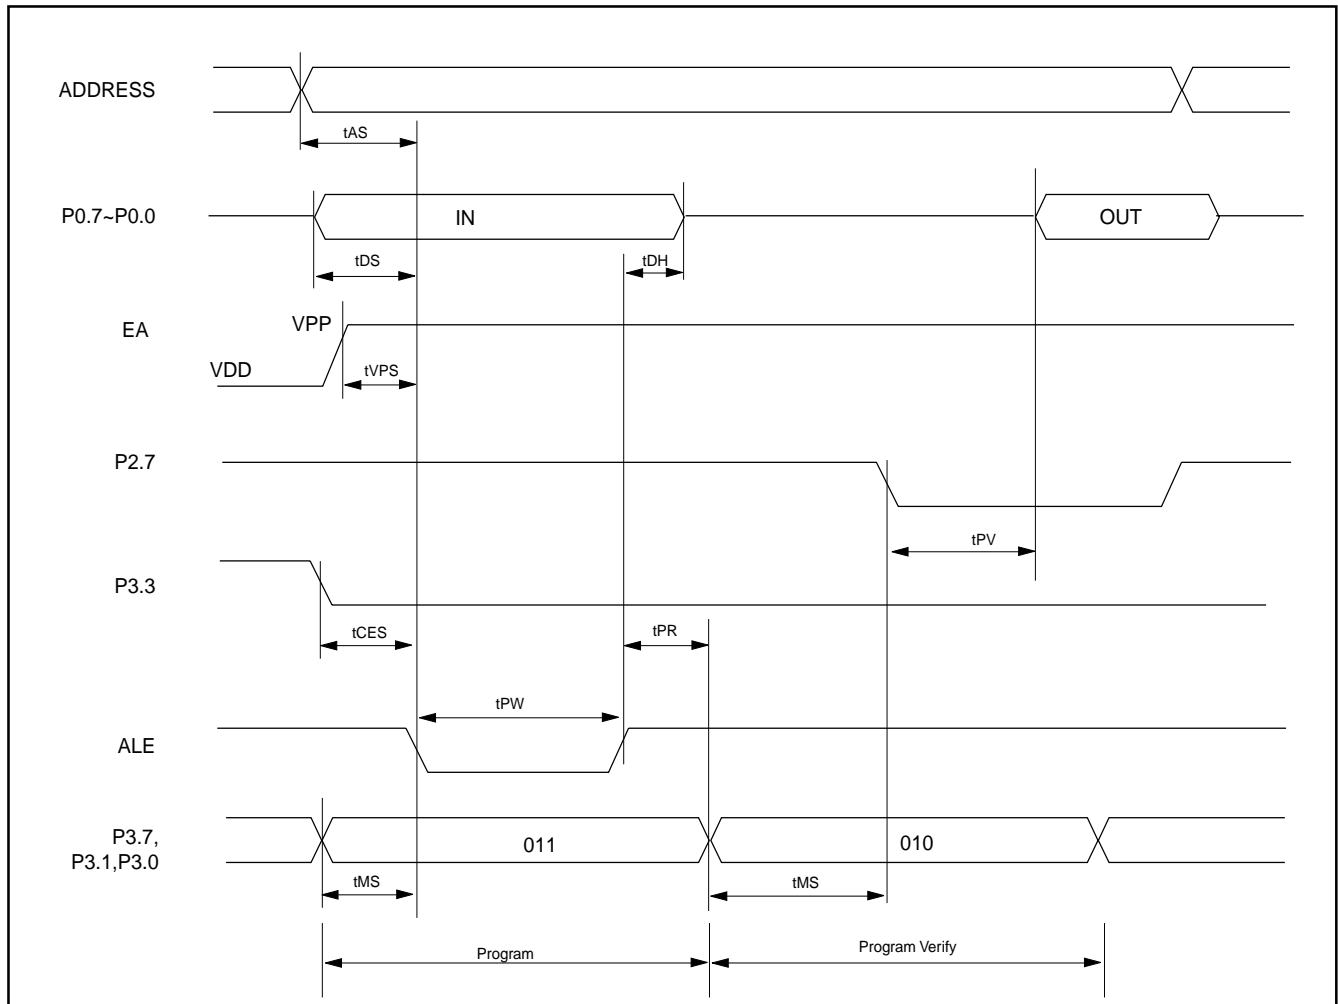 ADDRESS
tAS
P0.7~P0.0
IN
OUT
tDS
tDH
EA
VPP
VDD
tVPS
P2.7
tPV
P3.3
tCES
tPR
tPW
ALE
P3.7,
P3.1,P3.0
011
010
tMS
tMS
Program
Program Verify